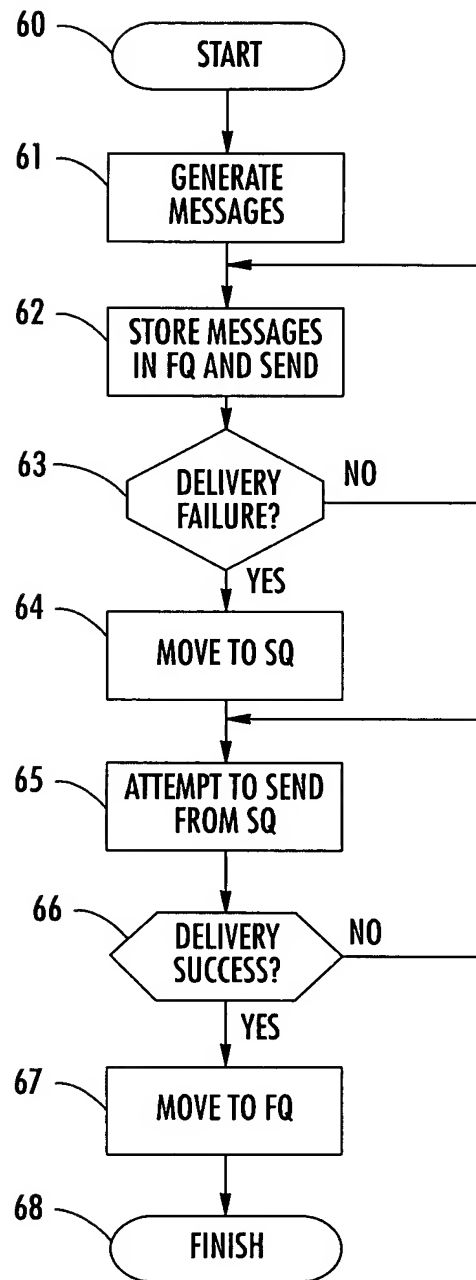 60
START
61
GENERATE
MESSAGES
62
STORE MESSAGES
IN FQ AND SEND
63
DELIVERY
FAILURE?
NO
YES
64
MOVE TO SQ
65
ATTEMPT TO SEND
FROM SQ
66
DELIVERY
SUCCESS?
NO
YES
67
MOVE TO FQ
68
FINISH